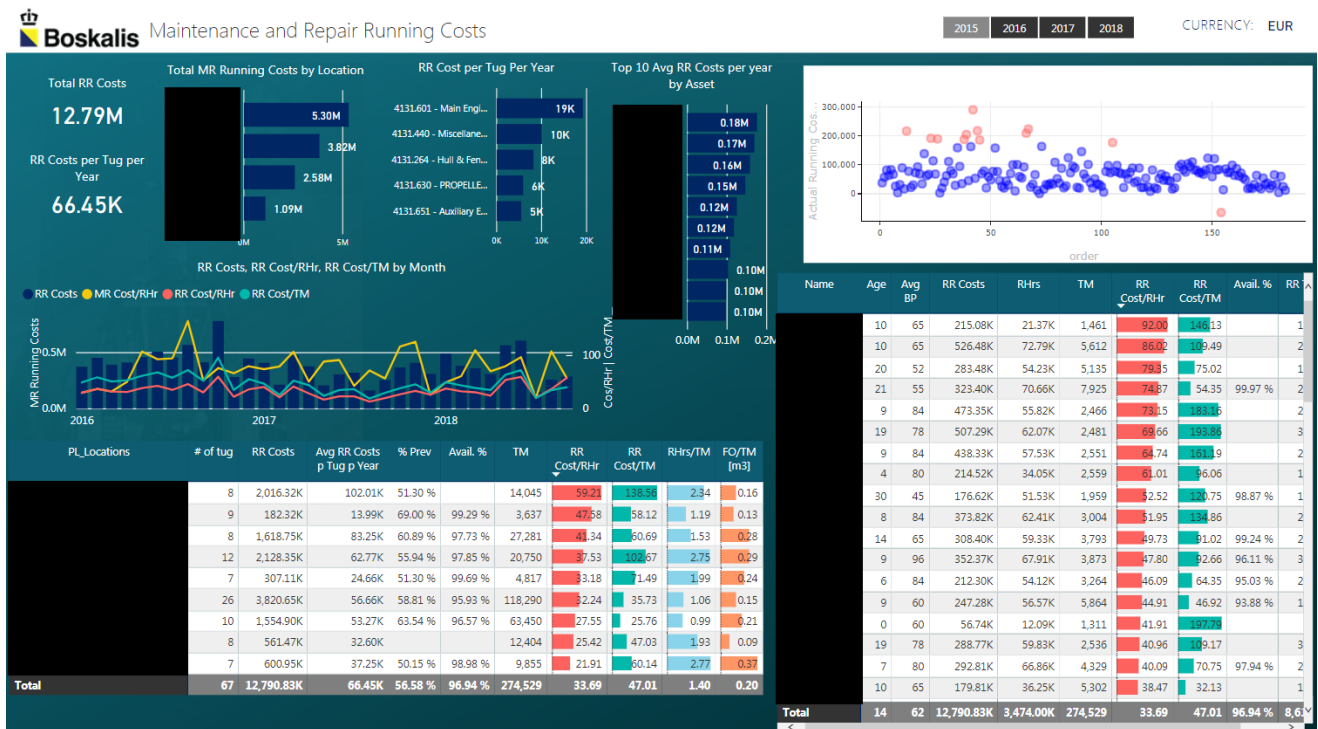 Boskalis Maintenance and Repair Running Costs
2015 2016 2017 2018
CURRENCY: EUR
Total RR Costs
12.79M
RR Costs per Tug per
Year
66.45K
Total MR Running Costs by Location
5.30M
3.82M
2.58M
1.09M
0M 5M
RR Cost per Tug Per Year
4131.601 - Main Engi... 19K
4131.440 - Miscellane... 10K
4131.264 - Hull & Fen... 8K
4131.630 - PROPELLE... 6K
4131.651 - Auxiliary E... 5K
0K 10K 20K
Top 10 Avg RR Costs per year
by Asset
0.18M
0.17M
0.16M
0.15M
0.12M
0.12M
0.11M
0.10M
0.10M
0.10M
0.0M 0.1M 0.2M
Actual Running Cos...
300,000
200,000
100,000
0
0 50 100 150
order
RR Costs, RR Cost/RHr, RR Cost/TM by Month
RR Costs MR Cost/RHr RR Cost/RHr RR Cost/TM
MR Running Costs
0.5M
0.0M
2016 2017 2018
100
0
Cos/RHr | Cost/TM...
PL_Locations # of tug RR Costs Avg RR Costs p Tug p Year % Prev Avail. % TM RR Cost/RHr RR Cost/TM RHrs/TM FO/TM [m3]
8 2,016.32K 102.01K 51.30 % 14,045 59.21 138.56 2.34 0.16
9 182.32K 13.99K 69.00 % 99.29 % 3,637 47.58 58.12 1.19 0.13
8 1,618.75K 83.25K 60.89 % 97.73 % 27,281 41.34 60.69 1.53 0.28
12 2,128.35K 62.77K 55.94 % 97.85 % 20,750 37.53 102.67 2.75 0.29
7 307.11K 24.66K 51.30 % 99.69 % 4,817 33.18 71.49 1.99 0.24
26 3,820.65K 56.66K 58.81 % 95.93 % 118,290 32.24 35.73 1.06 0.15
10 1,554.90K 53.27K 63.54 % 96.57 % 63,450 27.55 25.76 0.99 0.21
8 561.47K 32.60K 12,404 25.42 47.03 1.93 0.09
7 600.95K 37.25K 50.15 % 98.98 % 9,855 21.91 60.14 2.77 0.37
Total 67 12,790.83K 66.45K 56.58 % 96.94 % 274,529 33.69 47.01 1.40 0.20
Name Age Avg BP RR Costs RHrs TM RR Cost/RHr RR Cost/TM Avail. % RR
10 65 215.08K 21.37K 1,461 92.00 146.13 1
10 65 526.48K 72.79K 5,612 86.02 109.49 2
20 52 283.48K 54.23K 5,135 79.35 75.02 1
21 55 323.40K 70.66K 7,925 74.87 54.35 99.97 % 2
9 84 473.35K 55.82K 2,466 73.15 183.16 2
19 78 507.29K 62.07K 2,481 69.66 193.86 3
9 84 438.33K 57.53K 2,551 64.74 161.19 2
4 80 214.52K 34.05K 2,559 61.01 96.06 1
30 45 176.62K 51.53K 1,959 52.52 120.75 98.87 % 1
8 84 373.82K 62.41K 3,004 51.95 134.86 2
14 65 308.40K 59.33K 3,793 49.73 91.02 99.24 % 2
9 96 352.37K 67.91K 3,873 47.80 92.66 96.11 % 3
6 84 212.30K 54.12K 3,264 46.09 64.35 95.03 % 2
9 60 247.28K 56.57K 5,864 44.91 46.92 93.88 % 1
0 60 56.74K 12.09K 1,311 41.91 197.79
19 78 288.77K 59.83K 2,536 40.96 109.17 3
7 80 292.81K 66.86K 4,329 40.09 70.75 97.94 % 2
10 65 179.81K 36.25K 5,302 38.47 32.13 1
Total 14 62 12,790.83K 3,474.00K 274,529 33.69 47.01 96.94 % 8,6